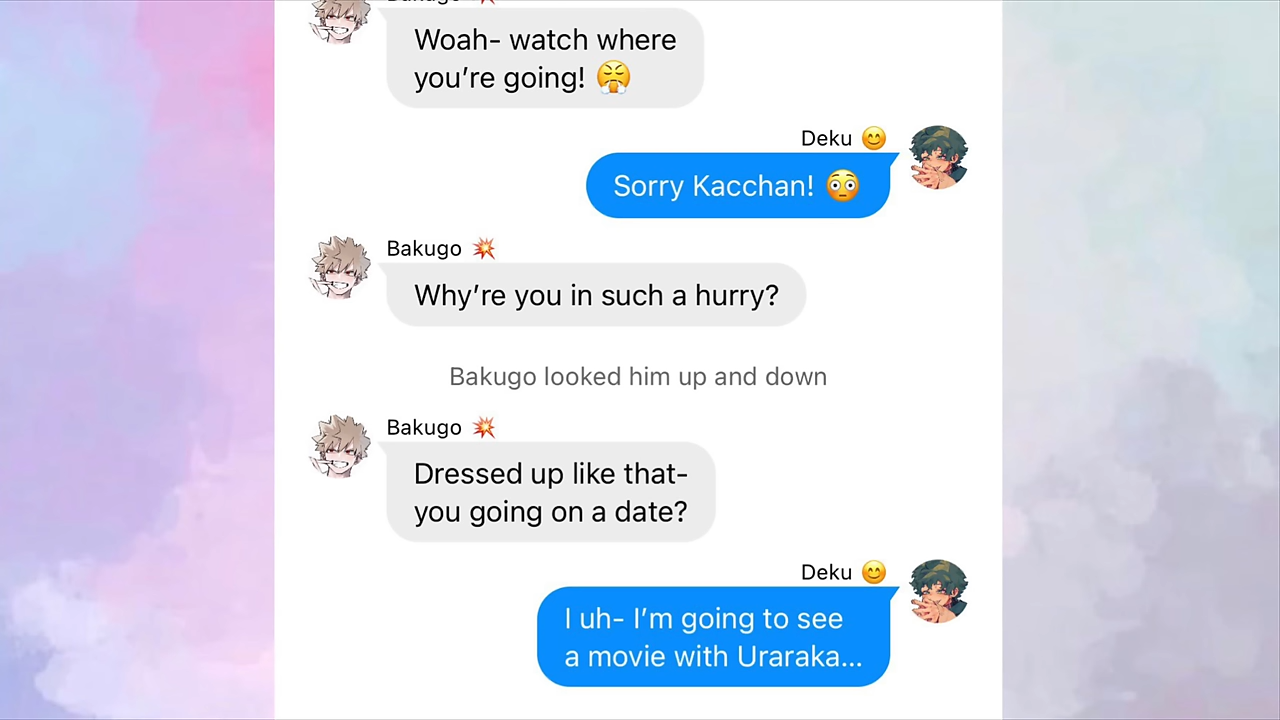 Bakugo 💥
Woah- watch where
you're going! 😤
Deku 😊
Sorry Kacchan! 😳
Bakugo 💥
Why're you in such a hurry?
Bakugo looked him up and down
Bakugo 💥
Dressed up like that-
you going on a date?
Deku 😊
I uh- I'm going to see
a movie with Uraraka...